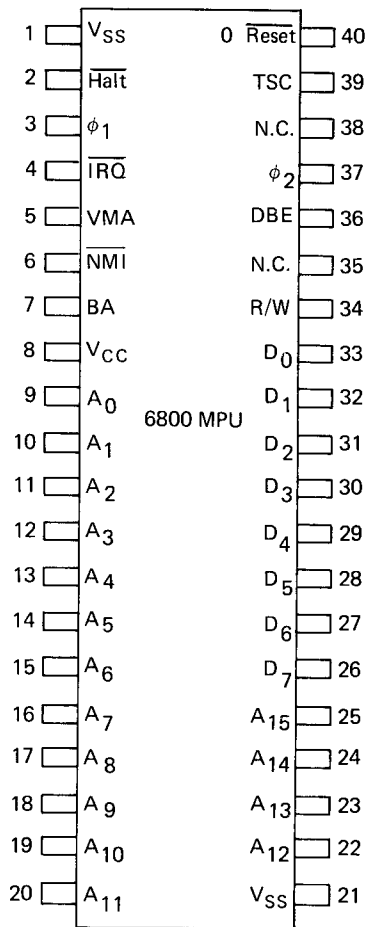 1 V_SS 0 R̅e̅s̅e̅t̅ 40
2 H̅a̅l̅t̅ TSC 39
3 ϕ₁ N.C. 38
4 I̅R̅Q̅ ϕ₂ 37
5 VMA DBE 36
6 N̅M̅I̅ N.C. 35
7 BA R/W 34
8 V_CC D₀ 33
9 A₀ D₁ 32
6800 MPU
10 A₁ D₂ 31
11 A₂ D₃ 30
12 A₃ D₄ 29
13 A₄ D₅ 28
14 A₅ D₆ 27
15 A₆ D₇ 26
16 A₇ A₁₅ 25
17 A₈ A₁₄ 24
18 A₉ A₁₃ 23
19 A₁₀ A₁₂ 22
20 A₁₁ V_SS 21